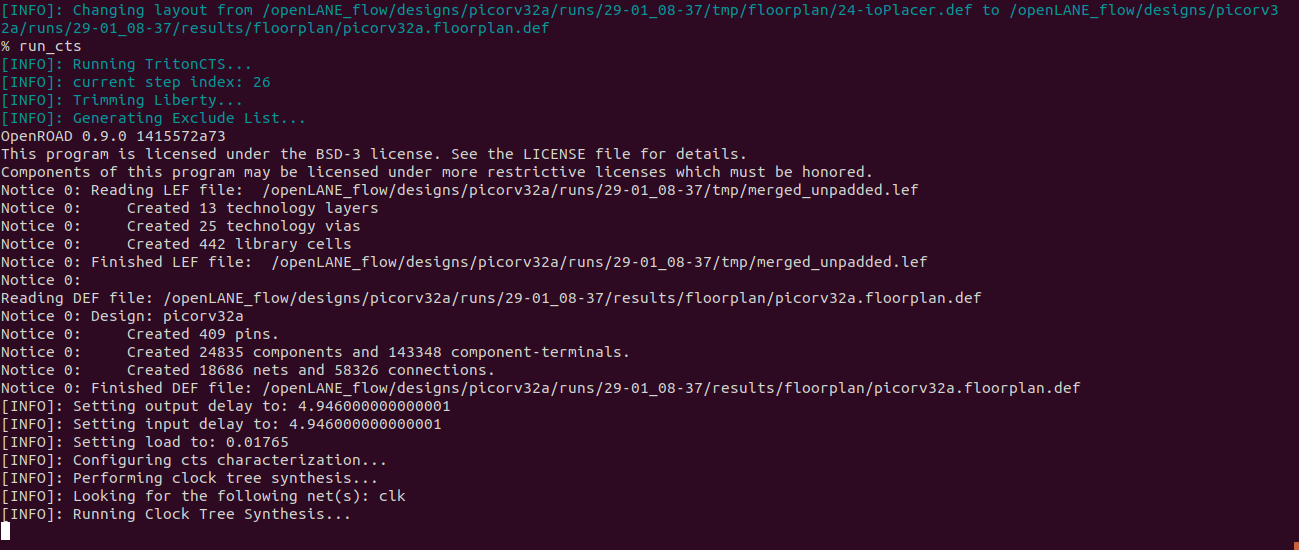 [INFO]: Changing layout from /openLANE_flow/designs/picorv32a/runs/29-01_08-37/tmp/floorplan/24-ioPlacer.def to /openLANE_flow/designs/picorv3
2a/runs/29-01_08-37/results/floorplan/picorv32a.floorplan.def
% run_cts
[INFO]: Running TritonCTS...
[INFO]: current step index: 26
[INFO]: Trimming Liberty...
[INFO]: Generating Exclude List...
OpenROAD 0.9.0 1415572a73
This program is licensed under the BSD-3 license. See the LICENSE file for details.
Components of this program may be licensed under more restrictive licenses which must be honored.
Notice 0: Reading LEF file:  /openLANE_flow/designs/picorv32a/runs/29-01_08-37/tmp/merged_unpadded.lef
Notice 0:     Created 13 technology layers
Notice 0:     Created 25 technology vias
Notice 0:     Created 442 library cells
Notice 0: Finished LEF file:  /openLANE_flow/designs/picorv32a/runs/29-01_08-37/tmp/merged_unpadded.lef
Notice 0:
Reading DEF file: /openLANE_flow/designs/picorv32a/runs/29-01_08-37/results/floorplan/picorv32a.floorplan.def
Notice 0: Design: picorv32a
Notice 0:     Created 409 pins.
Notice 0:     Created 24835 components and 143348 component-terminals.
Notice 0:     Created 18686 nets and 58326 connections.
Notice 0: Finished DEF file: /openLANE_flow/designs/picorv32a/runs/29-01_08-37/results/floorplan/picorv32a.floorplan.def
[INFO]: Setting output delay to: 4.946000000000001
[INFO]: Setting input delay to: 4.946000000000001
[INFO]: Setting load to: 0.01765
[INFO]: Configuring cts characterization...
[INFO]: Performing clock tree synthesis...
[INFO]: Looking for the following net(s): clk
[INFO]: Running Clock Tree Synthesis...